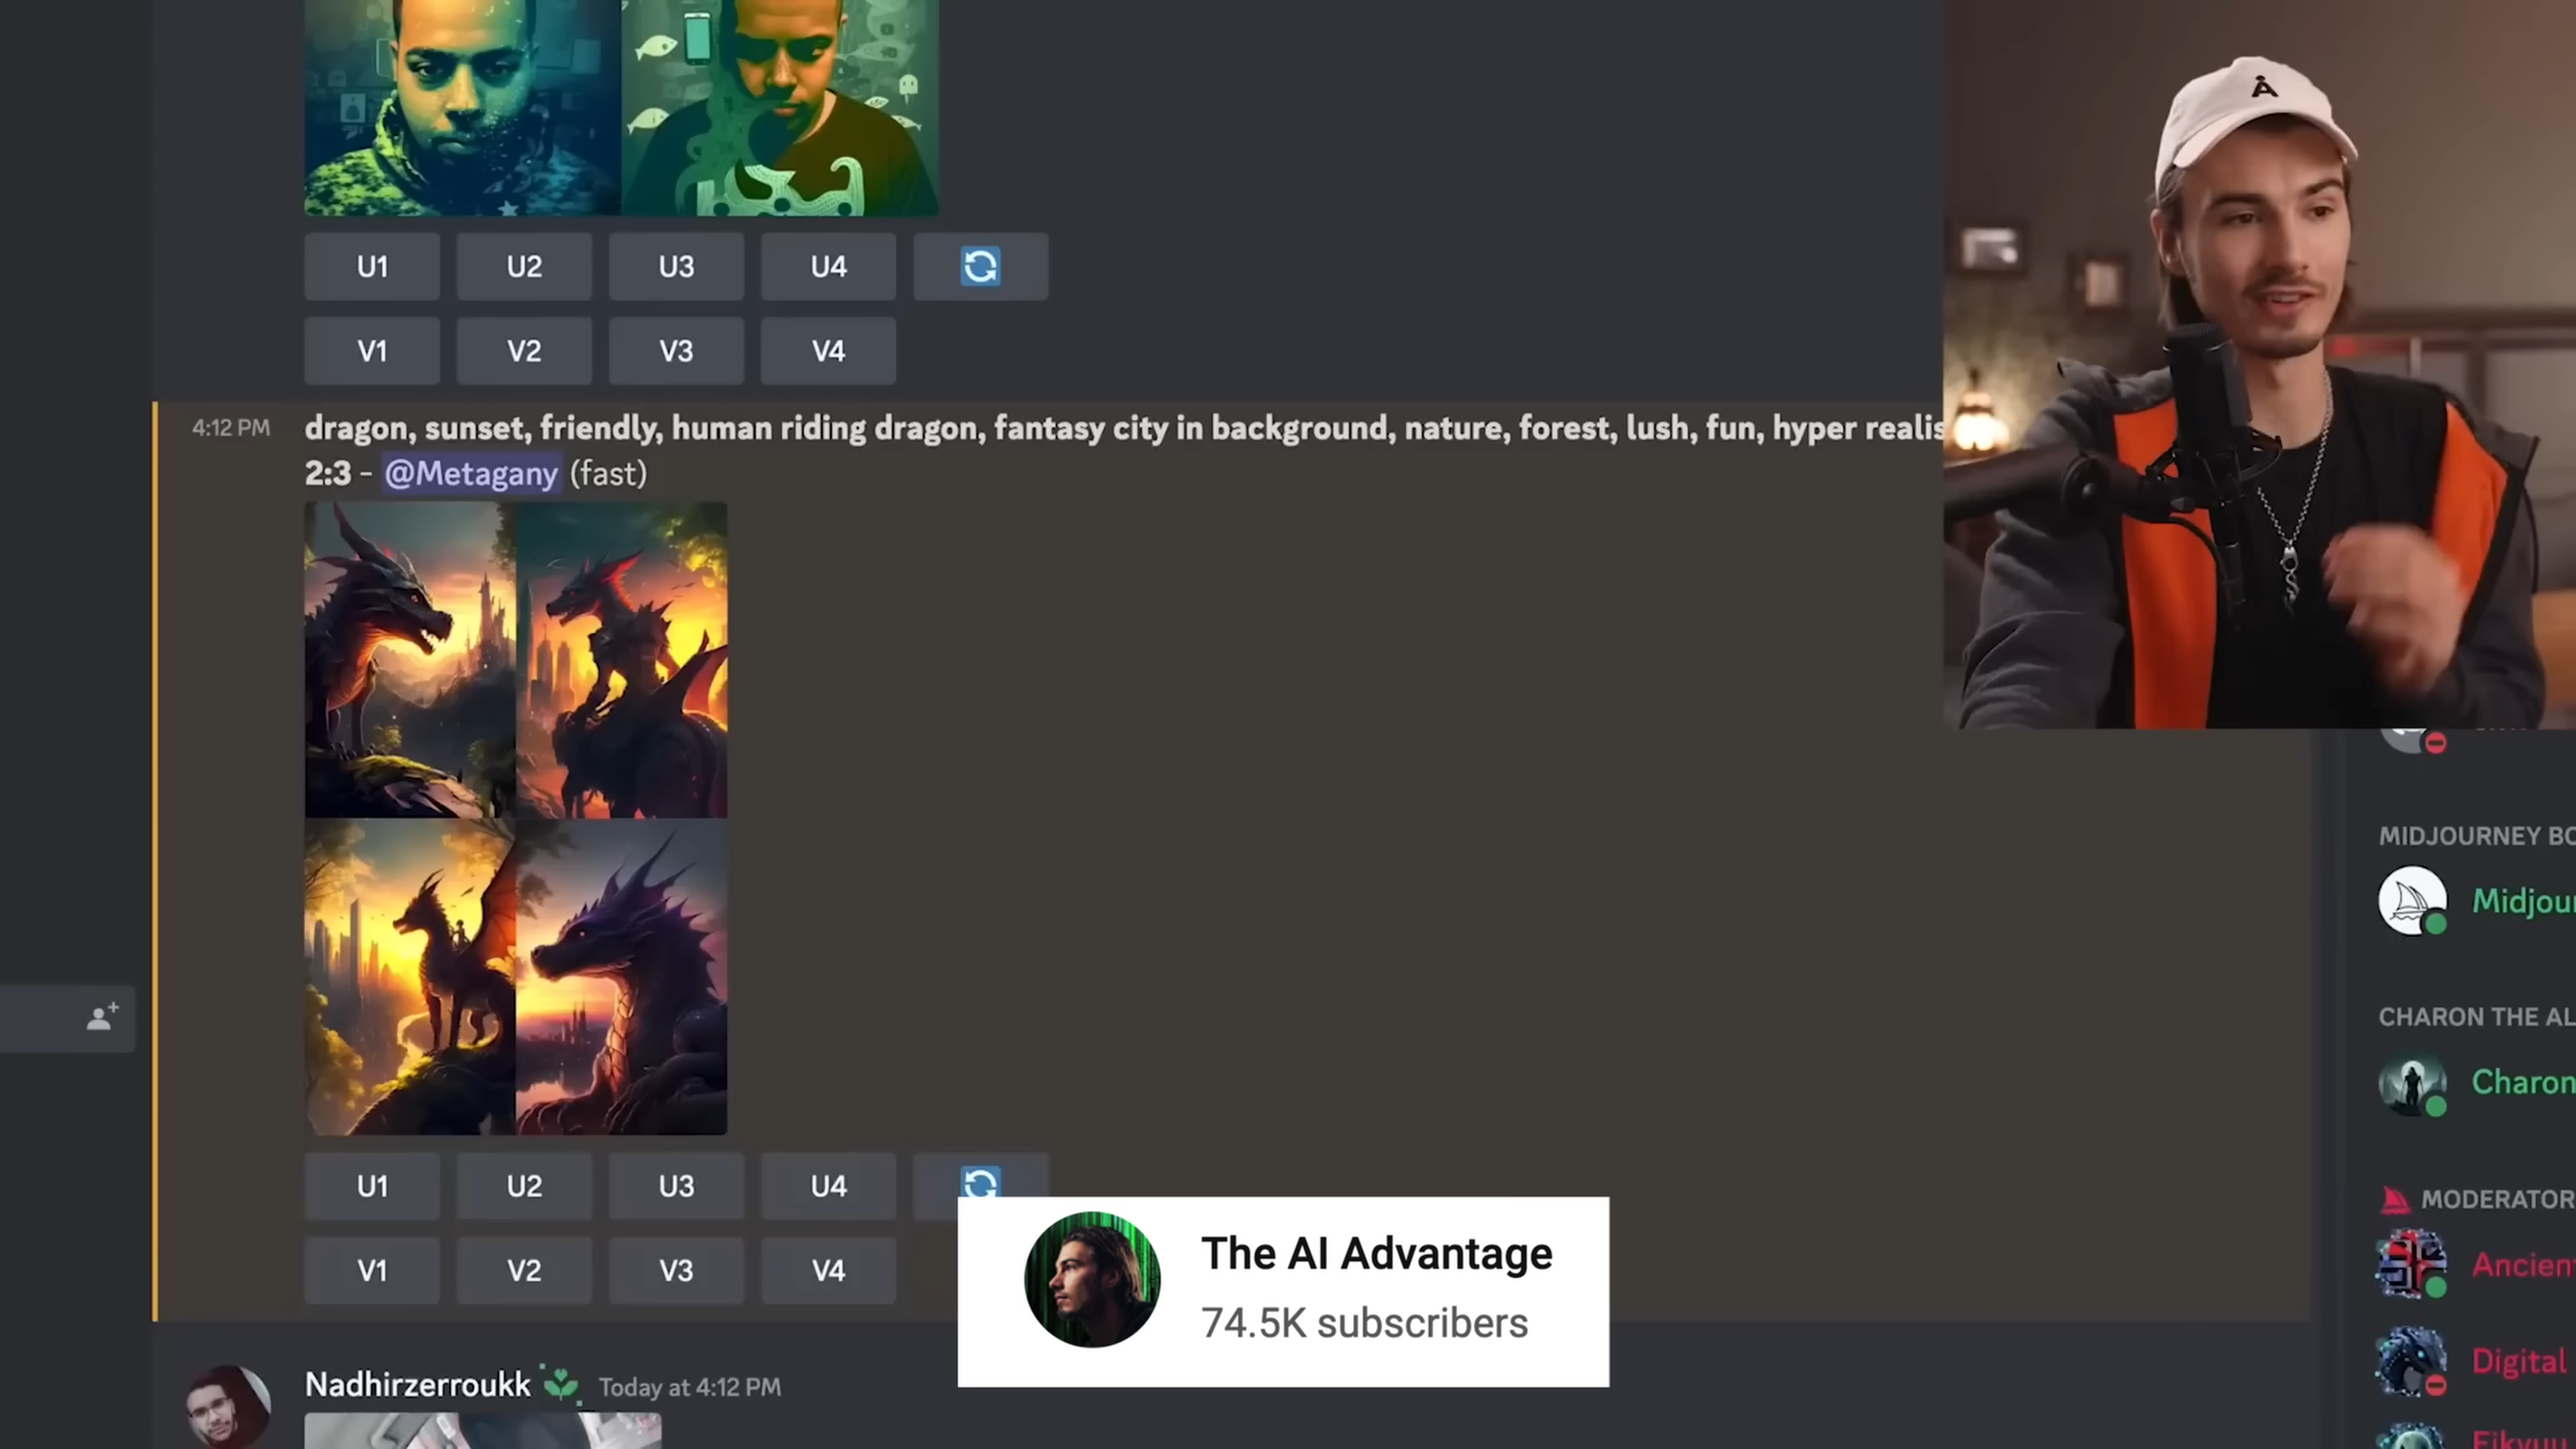 U1 U2 U3 U4
V1 V2 V3 V4
4:12 PM dragon, sunset, friendly, human riding dragon, fantasy city in background, nature, forest, lush, fun, hyper realis
2:3 - @Metagany (fast)
U1 U2 U3 U4
V1 V2 V3 V4
The AI Advantage
74.5K subscribers
Nadhirzerroukk Today at 4:12 PM
MIDJOURNEY BO
Midjour
CHARON THE AL
Charon
MODERATOR
Ancien
Digital